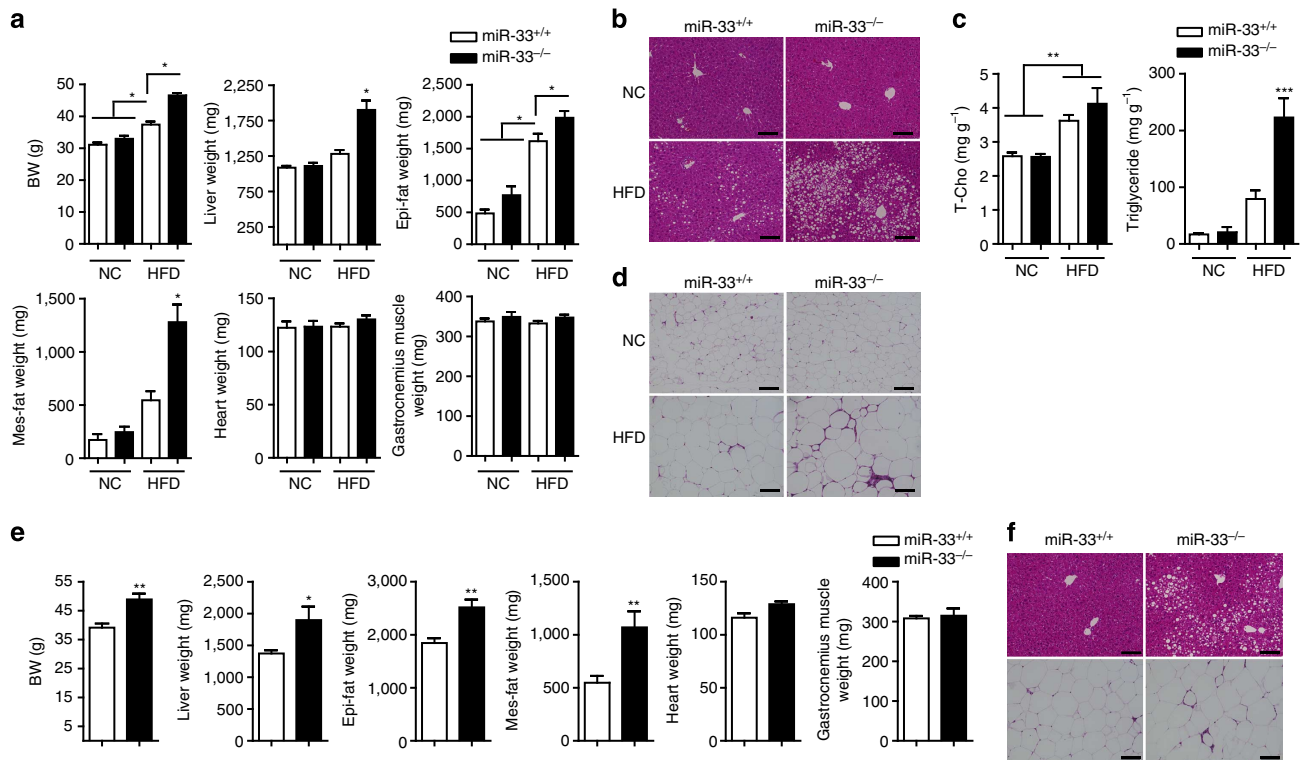 a
miR-33+/+
miR-33–/–
BW (g)
60
50
40
30
20
10
0
*
*
NC
HFD
Liver weight (mg)
2,250
1,750
1,250
750
250
*
NC
HFD
Epi-fat weight (mg)
2,500
2,000
1,500
1,000
500
0
*
*
NC
HFD
Mes-fat weight (mg)
1,500
1,000
500
0
*
NC
HFD
Heart weight (mg)
150
100
50
0
NC
HFD
Gastrocnemius muscle
weight (mg)
400
300
200
100
0
NC
HFD
b
miR-33+/+
miR-33–/–
NC
HFD
c
miR-33+/+
miR-33–/–
T-Cho (mg g–1)
6
5
4
3
2
1
0
**
NC
HFD
Triglyceride (mg g–1)
300
200
100
0
***
NC
HFD
d
miR-33+/+
miR-33–/–
NC
HFD
e
miR-33+/+
miR-33–/–
BW (g)
55
45
35
25
15
5
**
Liver weight (mg)
2,500
2,000
1,500
1,000
500
0
*
Epi-fat weight (mg)
3,000
2,000
1,000
0
**
Mes-fat weight (mg)
1,500
1,000
500
0
**
Heart weight (mg)
150
100
50
0
Gastrocnemius muscle
weight (mg)
400
300
200
100
0
f
miR-33+/+
miR-33–/–